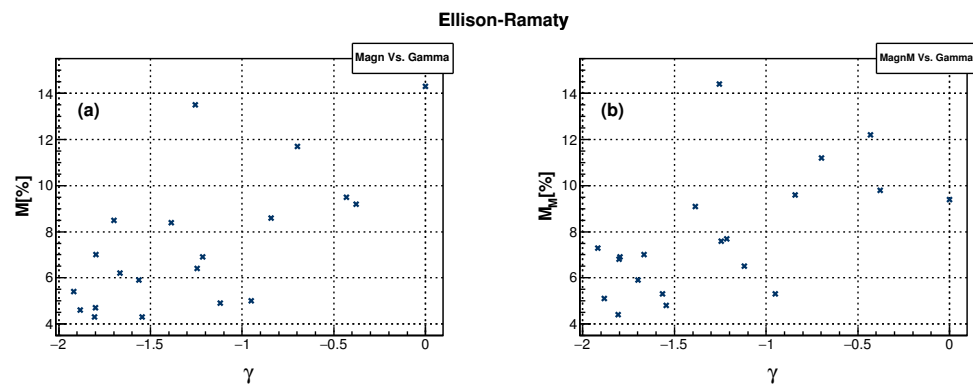 Ellison-Ramaty
Magn Vs. Gamma
(a)
M[%]
14
12
10
8
6
4
−2 −1.5 −1 −0.5 0
γ
MagnM Vs. Gamma
(b)
M_M[%]
14
12
10
8
6
4
−2 −1.5 −1 −0.5 0
γ